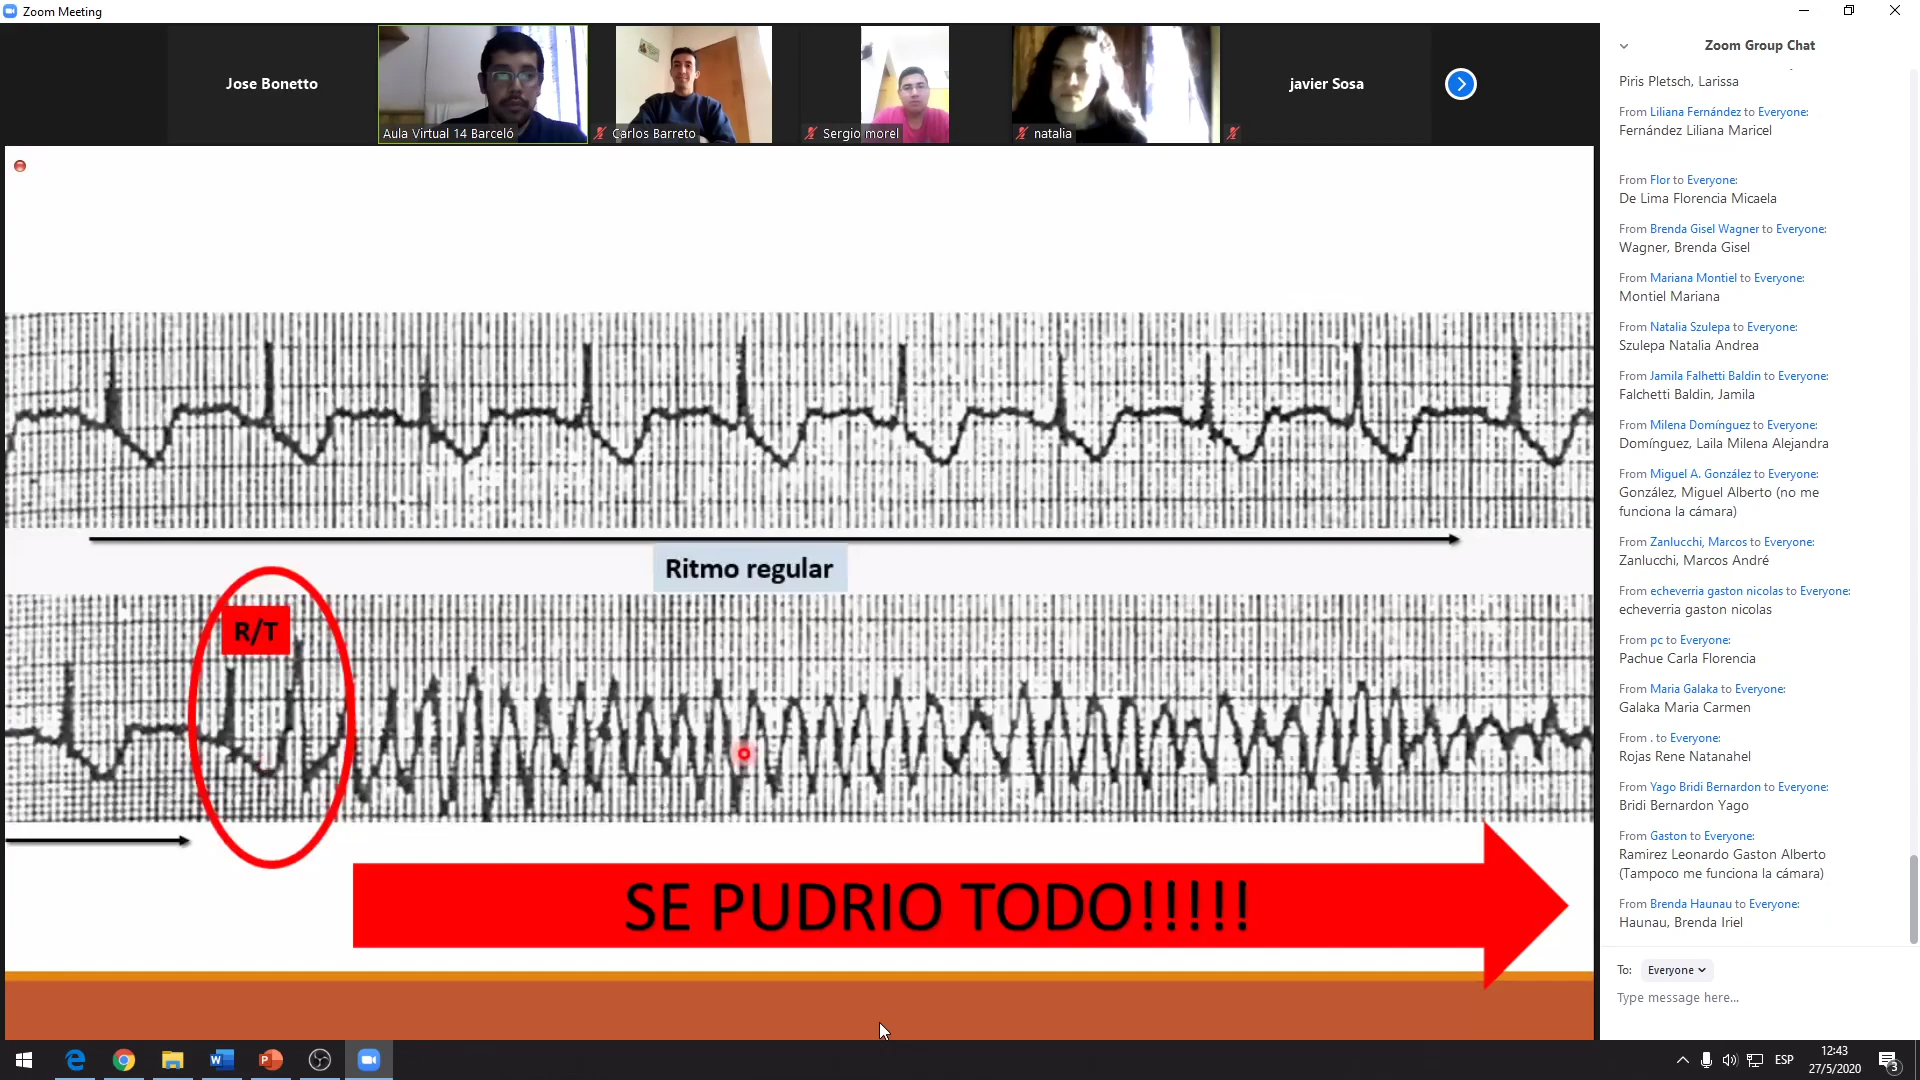 Zoom Meeting
Jose Bonetto
Aula Virtual 14 Barceló
Carlos Barreto
Sergio morel
natalia
javier Sosa
Ritmo regular
R/T
SE PUDRIO TODO!!!!!
Zoom Group Chat
Piris Pletsch, Larissa
From Liliana Fernández to Everyone:
Fernández Liliana Maricel
From Flor to Everyone:
De Lima Florencia Micaela
From Brenda Gisel Wagner to Everyone:
Wagner, Brenda Gisel
From Mariana Montiel to Everyone:
Montiel Mariana
From Natalia Szulepa to Everyone:
Szulepa Natalia Andrea
From Jamila Falhetti Baldin to Everyone:
Falchetti Baldin, Jamila
From Milena Domínguez to Everyone:
Domínguez, Laila Milena Alejandra
From Miguel A. González to Everyone:
González, Miguel Alberto (no me
funciona la cámara)
From Zanlucchi, Marcos to Everyone:
Zanlucchi, Marcos André
From echeverria gaston nicolas to Everyone:
echeverria gaston nicolas
From pc to Everyone:
Pachue Carla Florencia
From Maria Galaka to Everyone:
Galaka Maria Carmen
From . to Everyone:
Rojas Rene Natanahel
From Yago Bridi Bernardon to Everyone:
Bridi Bernardon Yago
From Gaston to Everyone:
Ramirez Leonardo Gaston Alberto
(Tampoco me funciona la cámara)
From Brenda Haunau to Everyone:
Haunau, Brenda Iriel
To: Everyone
Type message here...
ESP
12:43
27/5/2020
3